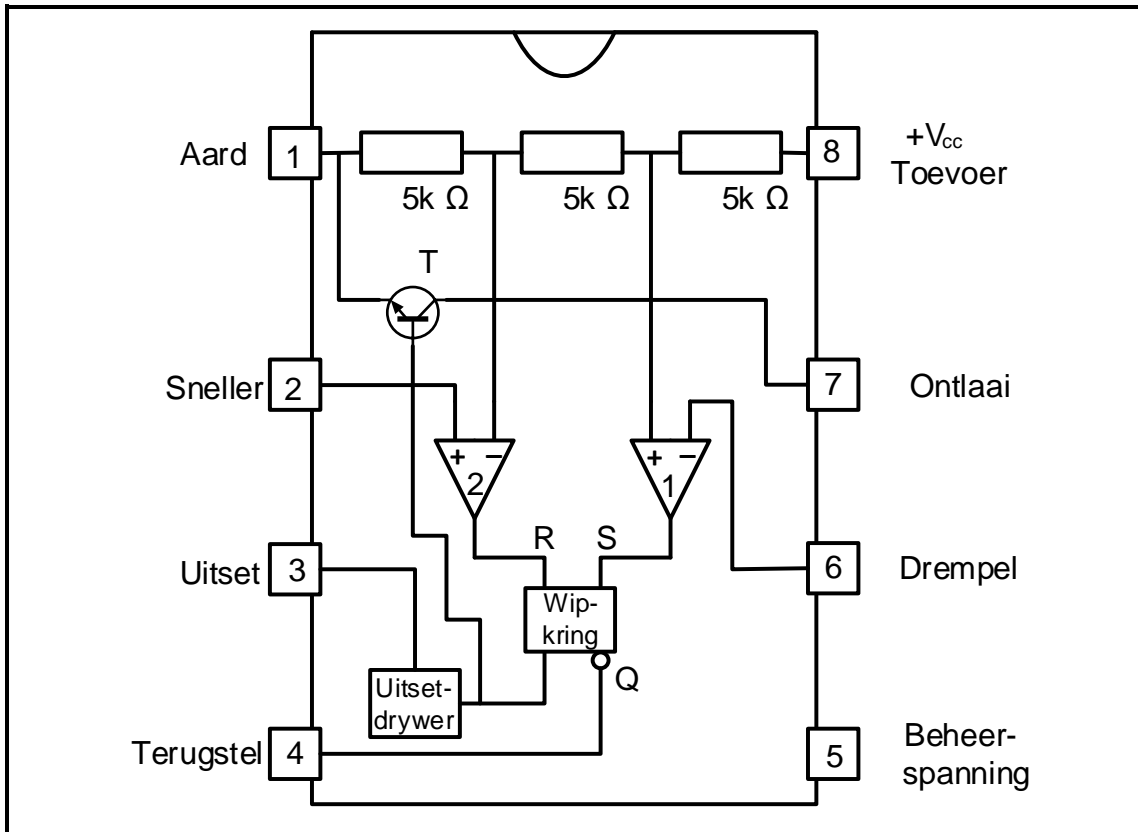 Aard
1
5k Ω
5k Ω
5k Ω
8
+Vcc
Toevoer
T
Sneller
2
7
Ontlaai
+ −
2
+ −
1
R
S
Uitset
3
Wip-
kring
6
Drempel
Q
Uitset-
drywer
Terugstel
4
5
Beheer-
spanning